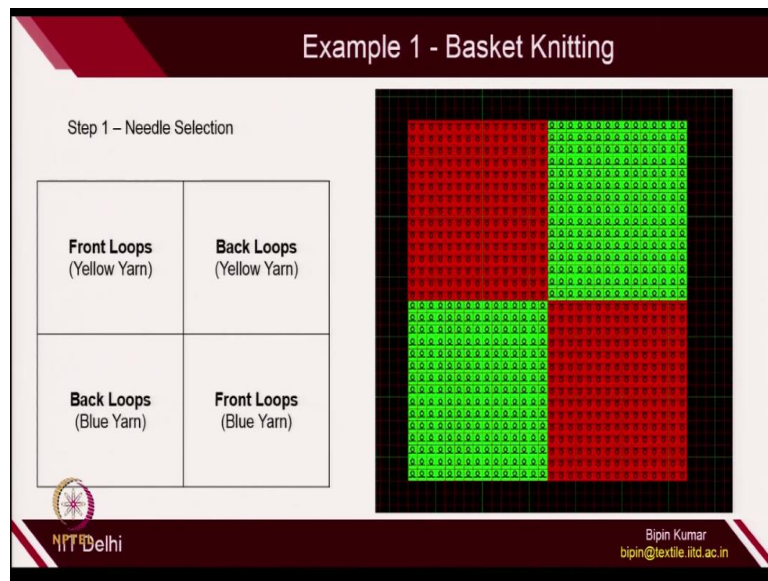 Example 1 - Basket Knitting
Step 1 – Needle Selection
Front Loops
(Yellow Yarn)
Back Loops
(Yellow Yarn)
Back Loops
(Blue Yarn)
Front Loops
(Blue Yarn)
NPTEL
IIT Delhi
Bipin Kumar
bipin@textile.iitd.ac.in